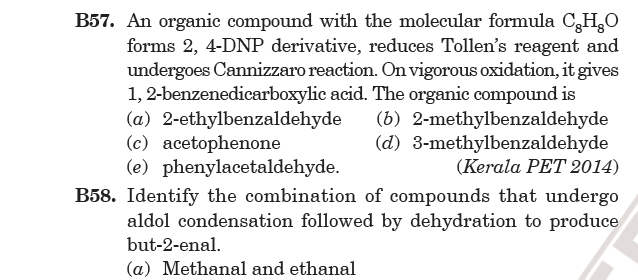 B57. An organic compound with the molecular formula C₈H₈O
forms 2, 4-DNP derivative, reduces Tollen's reagent and
undergoes Cannizzaro reaction. On vigorous oxidation, it gives
1, 2-benzenedicarboxylic acid. The organic compound is
(a) 2-ethylbenzaldehyde (b) 2-methylbenzaldehyde
(c) acetophenone (d) 3-methylbenzaldehyde
(e) phenylacetaldehyde. (Kerala PET 2014)
B58. Identify the combination of compounds that undergo
aldol condensation followed by dehydration to produce
but-2-enal.
(a) Methanal and ethanal